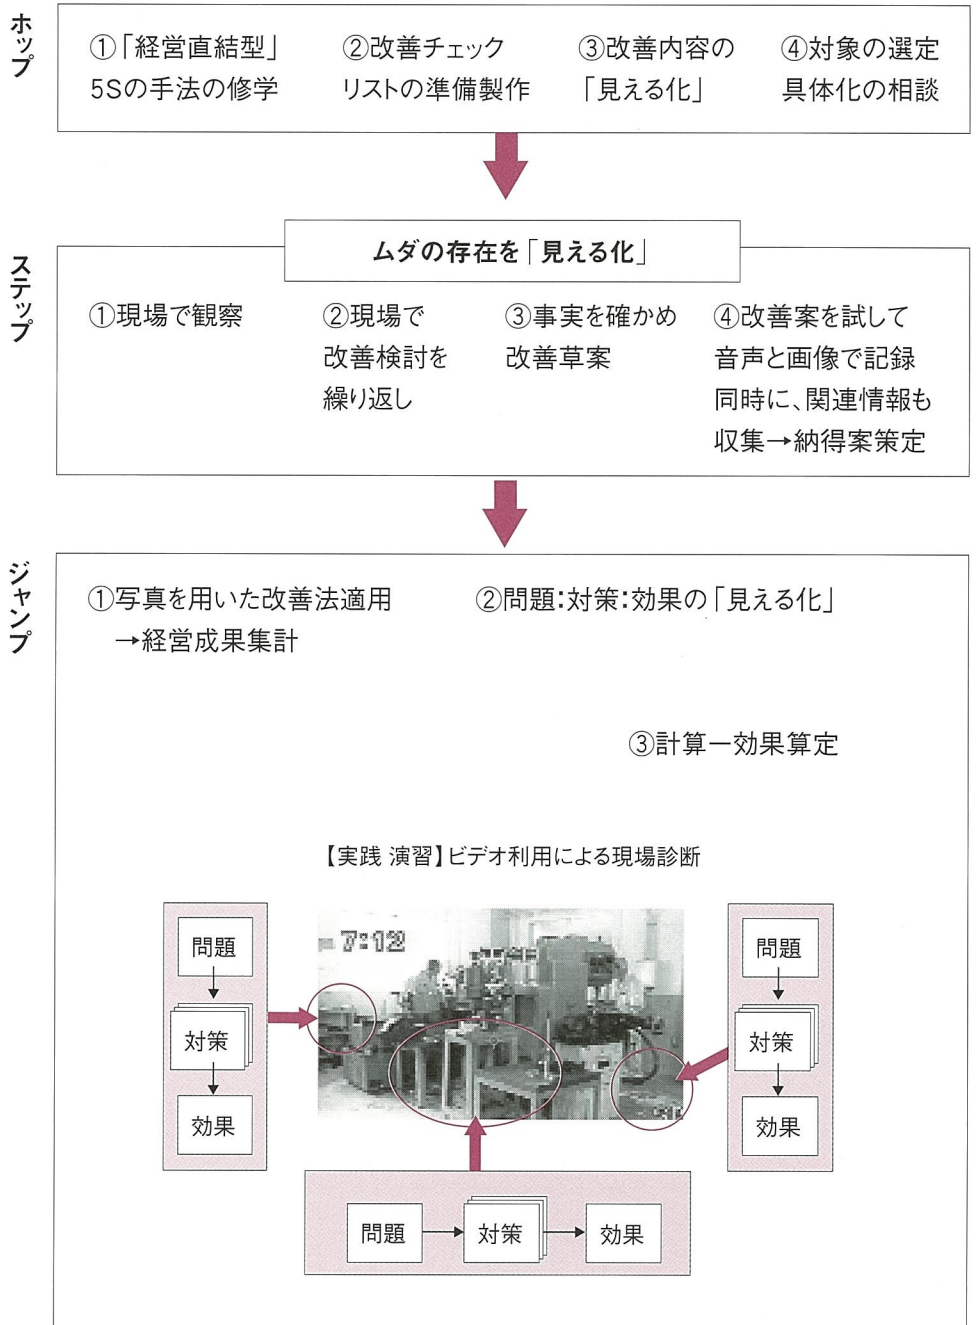 ホップ
①「経営直結型」
5Sの手法の修学
②改善チェック
リストの準備製作
③改善内容の
「見える化」
④対象の選定
具体化の相談
ステップ
ムダの存在を「見える化」
①現場で観察
②現場で
改善検討を
繰り返し
③事実を確かめ
改善草案
④改善案を試して
音声と画像で記録
同時に、関連情報も
収集→納得案策定
ジャンプ
①写真を用いた改善法適用
→経営成果集計
②問題:対策:効果の「見える化」
③計算ー効果算定
【実践 演習】ビデオ利用による現場診断
問題
対策
効果
7:12
問題
対策
効果
問題
対策
効果